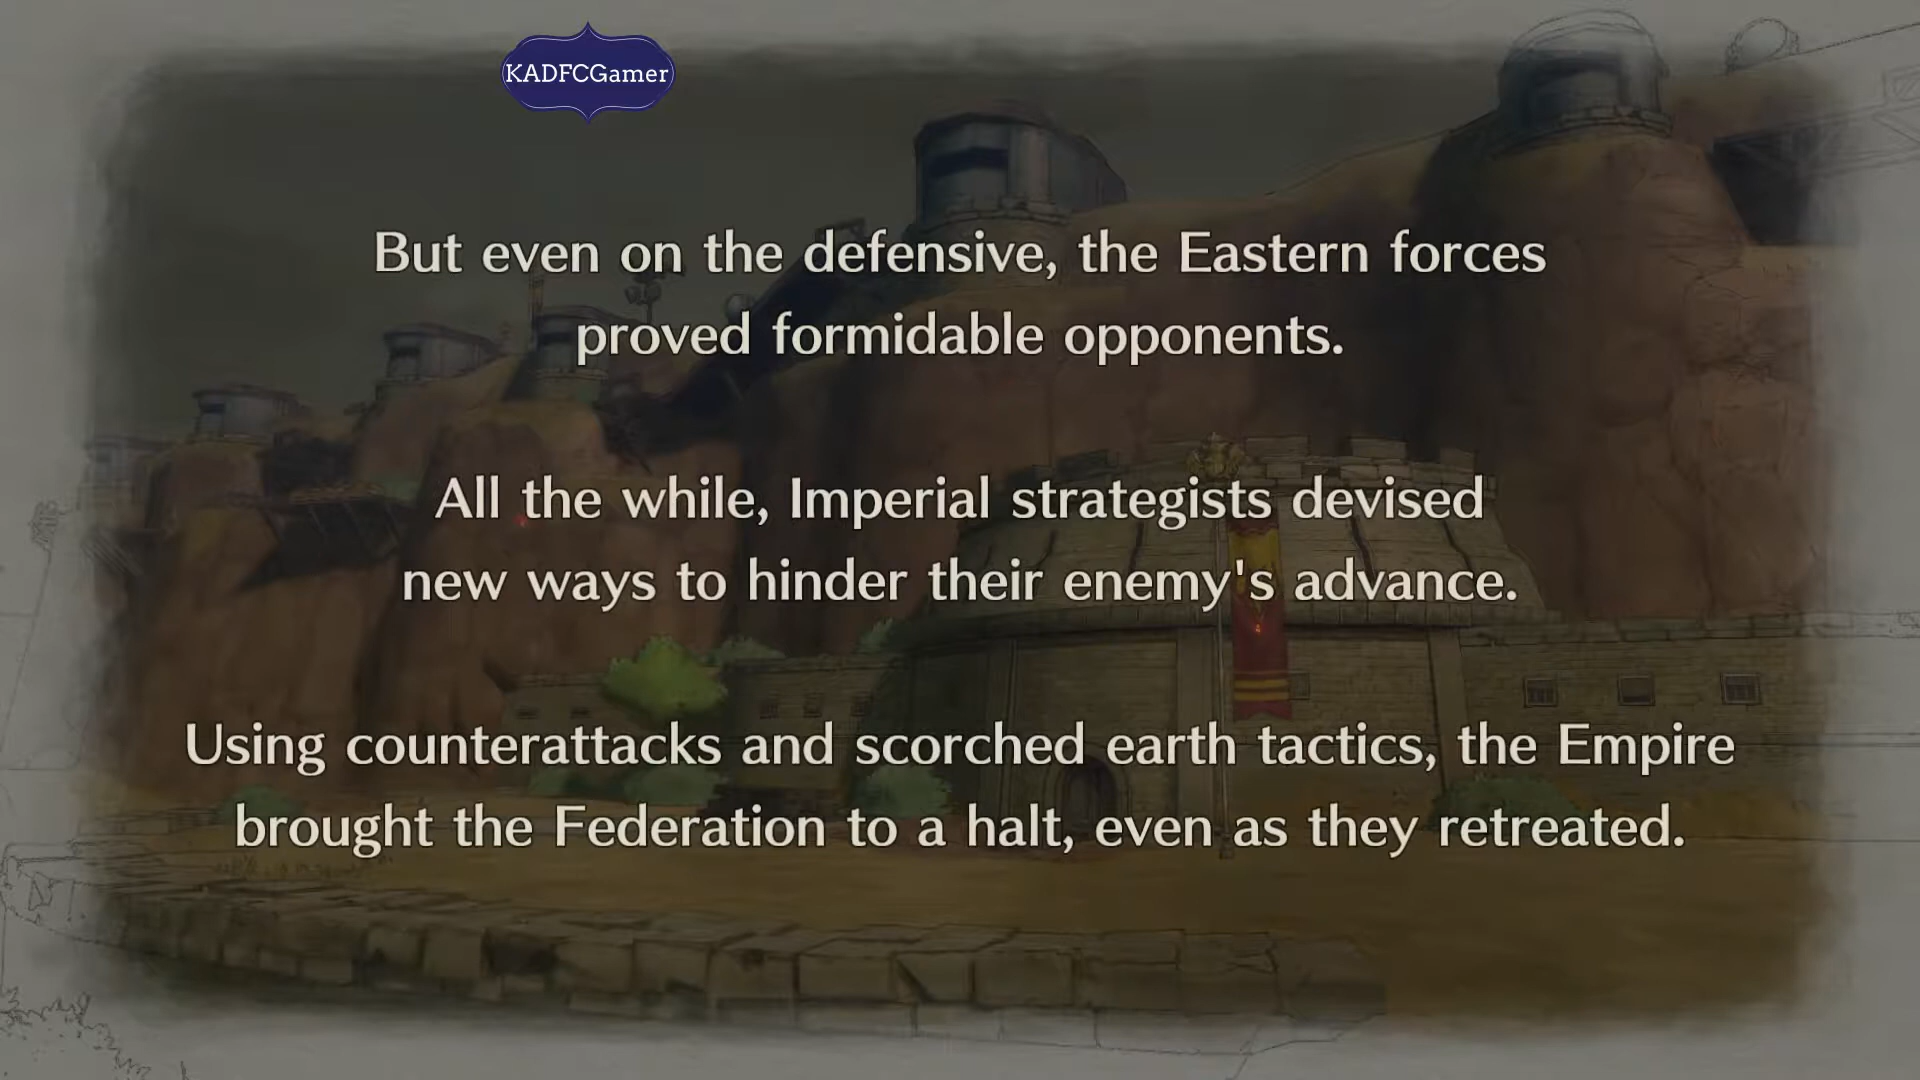 KADFCGamer
But even on the defensive, the Eastern forces
proved formidable opponents.
All the while, Imperial strategists devised
new ways to hinder their enemy's advance.
Using counterattacks and scorched earth tactics, the Empire
brought the Federation to a halt, even as they retreated.